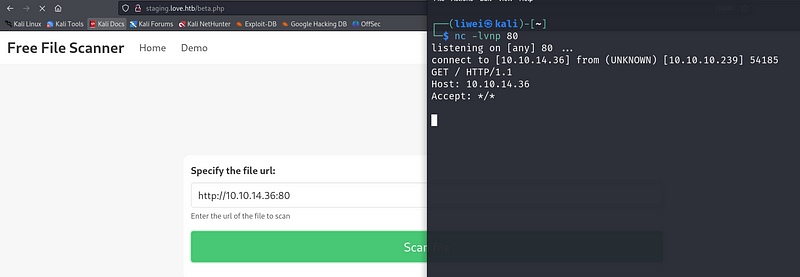 staging.love.htb/beta.php
Kali Linux Kali Tools Kali Docs Kali Forums Kali NetHunter Exploit-DB Google Hacking DB OffSec
Free File Scanner Home Demo
Specify the file url:
http://10.10.14.36:80
Enter the url of the file to scan
Scan
┌──(liwei㉿kali)-[~]
└─$ nc -lvnp 80
listening on [any] 80 ...
connect to [10.10.14.36] from (UNKNOWN) [10.10.10.239] 54185
GET / HTTP/1.1
Host: 10.10.14.36
Accept: */*